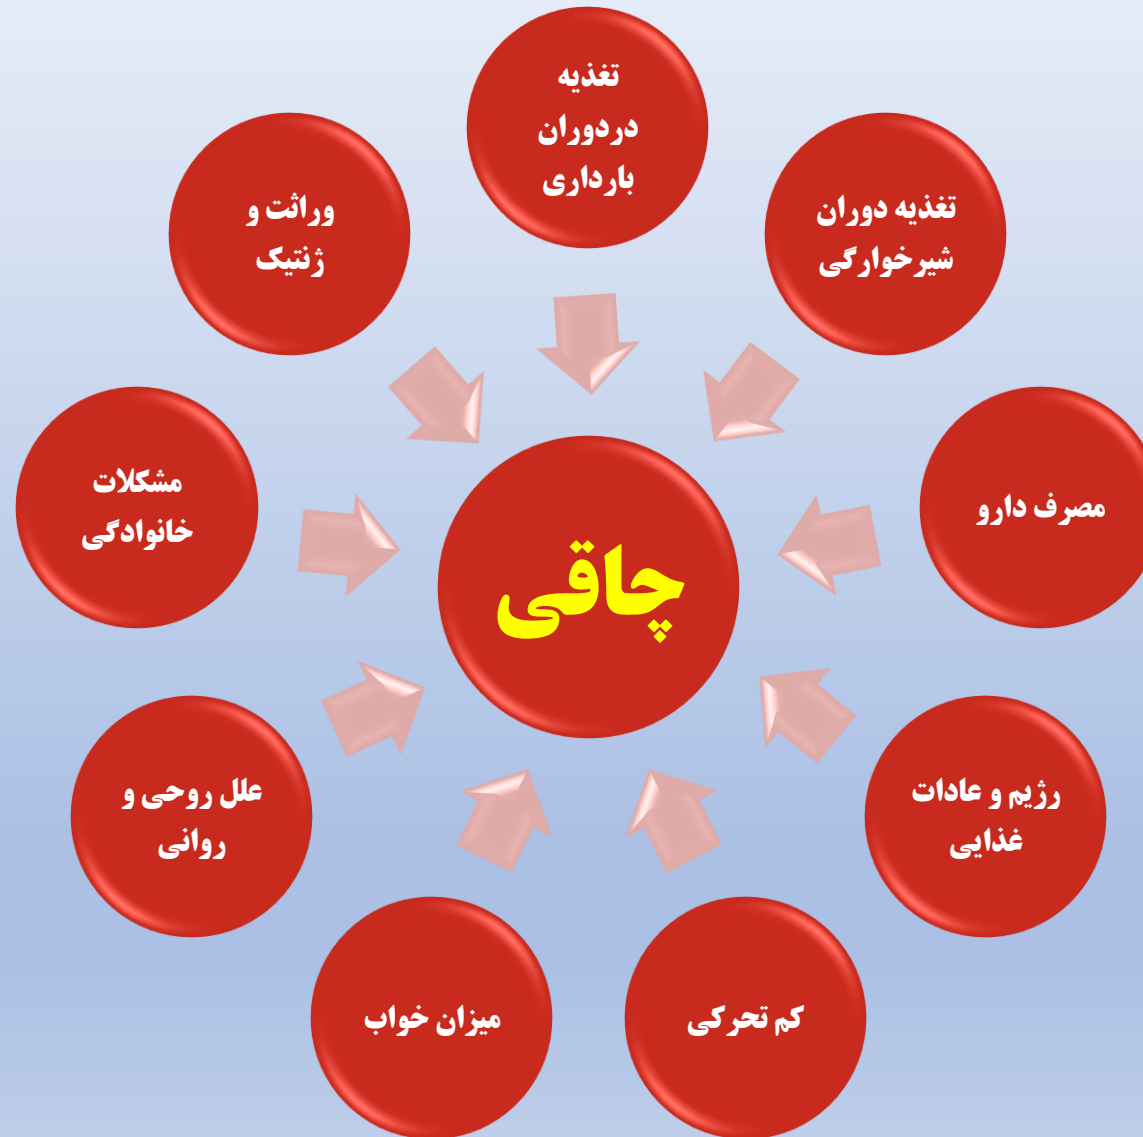 تغذیه
دردوران
بارداری
تغذیه دوران
شیرخوارگی
مصرف دارو
رژیم و عادات
غذایی
کم تحرکی
میزان خواب
علل روحی و
روانی
مشکلات
خانوادگی
وراثت و
ژنتیک
چاقی